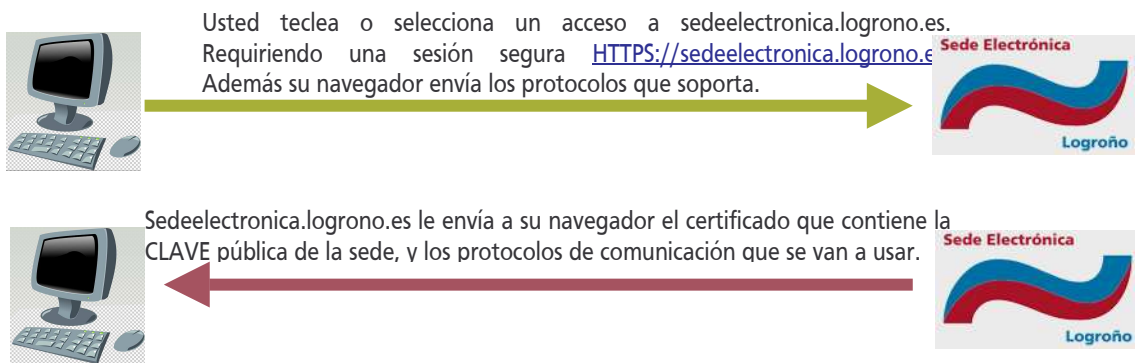 Usted teclea o selecciona un acceso a sedeelectronica.logrono.es.
Requiriendo una sesión segura HTTPS://sedeelectronica.logrono.e
Además su navegador envía los protocolos que soporta.
Sede Electrónica
Logroño
Sedeelectronica.logrono.es le envía a su navegador el certificado que contiene la
CLAVE pública de la sede, y los protocolos de comunicación que se van a usar.
Sede Electrónica
Logroño